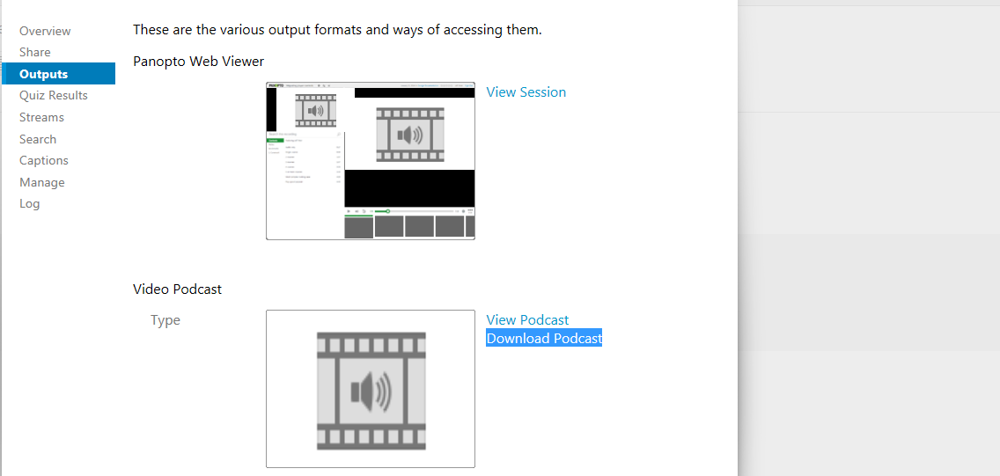 Overview
Share
Outputs
Quiz Results
Streams
Search
Captions
Manage
Log
These are the various output formats and ways of accessing them.
Panopto Web Viewer
View Session
Video Podcast
Type
View Podcast
Download Podcast